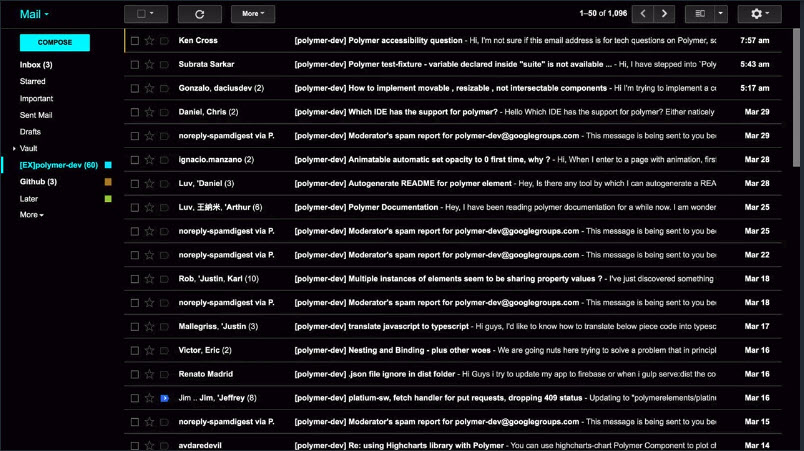 Mail
More
1–50 of 1,096
COMPOSE
Inbox (3)
Starred
Important
Sent Mail
Drafts
Vault
[EX]polymer-dev (60)
Github (3)
Later
More
Ken Cross [polymer-dev] Polymer accessibility question - Hi, I'm not sure if this email address is for tech questions on Polymer, 7:57 am
Subrata Sarkar [polymer-dev] Polymer test-fixture - variable declared inside "suite" is not available ... - Hi, I have stepped into `Poly 5:43 am
Gonzalo, daciusdev (2) [polymer-dev] How to implement movable , resizable , not intersectable components - Hi I'm trying to implement a 5:17 am
Daniel, Chris (2) [polymer-dev] Which IDE has the support for polymer? - Hello Which IDE has the support for polymer? Either naticely Mar 29
noreply-spamdigest via P. [polymer-dev] Moderator's spam report for polymer-dev@googlegroups.com - This message is being sent to you Mar 29
ignacio.manzano (2) [polymer-dev] Animatable automatic set opacity to 0 first time, why ? - Hi, When I enter to a page with animation, Mar 28
Luv, 'Daniel (3) [polymer-dev] Autogenerate README for polymer element - Hey, Is there any tool by which I can autogenerate a REA Mar 28
Luv, 王納米, 'Arthur (6) [polymer-dev] Polymer Documentation - Hey, I have been reading polymer documentation for a while now. I am Mar 25
noreply-spamdigest via P. [polymer-dev] Moderator's spam report for polymer-dev@googlegroups.com - This message is being sent to you Mar 25
noreply-spamdigest via P. [polymer-dev] Moderator's spam report for polymer-dev@googlegroups.com - This message is being sent to you Mar 22
Rob, 'Justin, Karl (10) [polymer-dev] Multiple instances of elements seem to be sharing property values ? - I've just discovered something Mar 18
noreply-spamdigest via P. [polymer-dev] Moderator's spam report for polymer-dev@googlegroups.com - This message is being sent to you Mar 18
Mallegriss, 'Justin (3) [polymer-dev] translate javascript to typescript - Hi guys, I'd like to know how to translate below piece code into typesc Mar 17
Victor, Eric (2) [polymer-dev] Nesting and Binding - plus other woes - We are going nuts here trying to solve a problem that in princip Mar 16
Renato Madrid [polymer-dev] .json file ignore in dist folder - Hi Guys i try to update my app to firebase or when i gulp serve:dist the co Mar 16
Jim .. Jim, 'Jeffrey (8) [polymer-dev] platium-sw, fetch handler for put requests, dropping 409 status - Updating to "polymerelements/platin Mar 16
noreply-spamdigest via P. [polymer-dev] Moderator's spam report for polymer-dev@googlegroups.com - This message is being sent to you Mar 15
avdaredevil [polymer-dev] Re: using Highcharts library with Polymer - You can use highcharts-chart Polymer Component to plot Mar 14